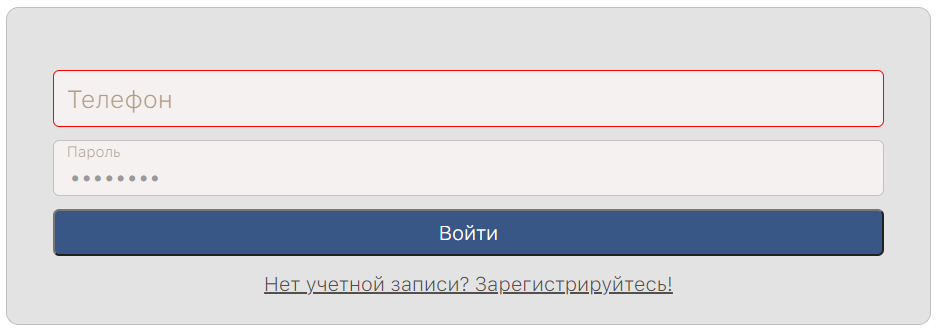 Телефон
Пароль
••••••••
Войти
Нет учетной записи? Зарегистрируйтесь!